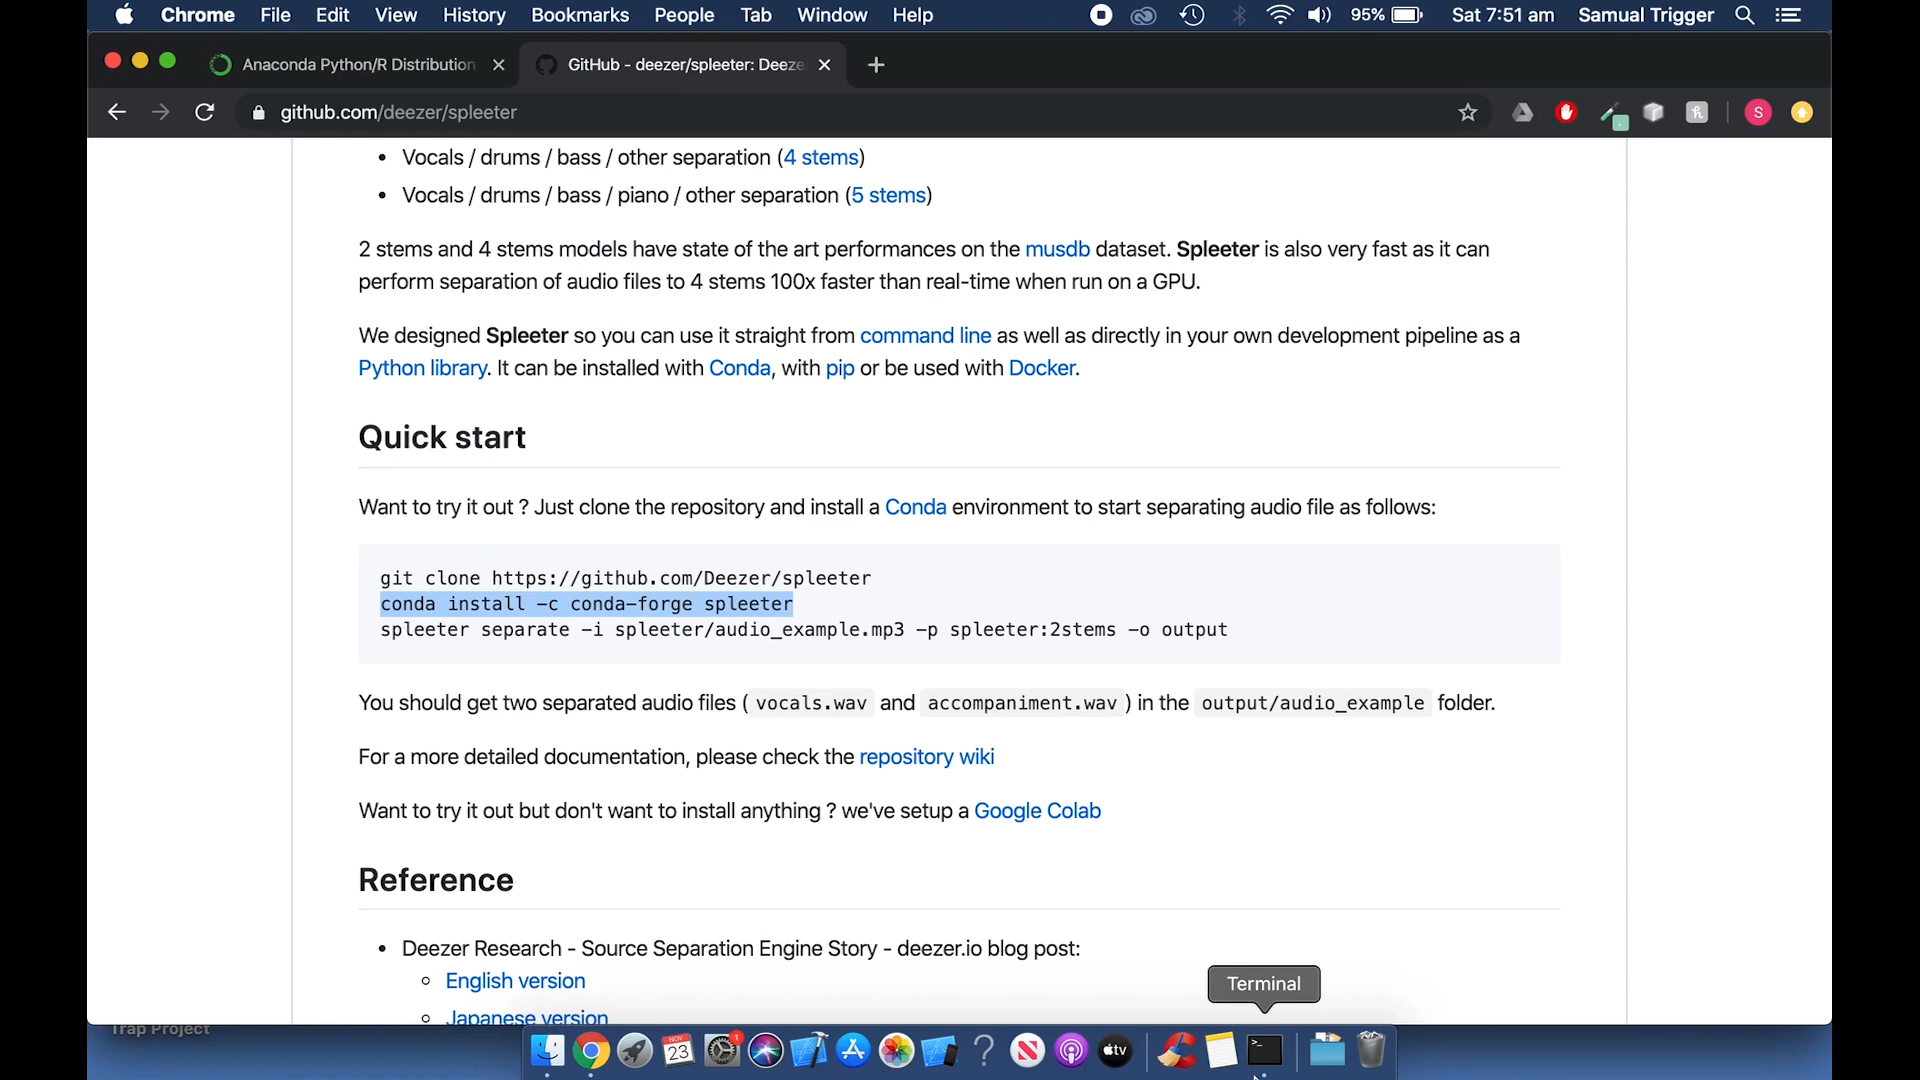 Chrome File Edit View History Bookmarks People Tab Window Help 95% Sat 7:51 am Samual Trigger
Anaconda Python/R Distribution GitHub - deezer/spleeter: Deeze
github.com/deezer/spleeter S
• Vocals / drums / bass / other separation (4 stems)
• Vocals / drums / bass / piano / other separation (5 stems)
2 stems and 4 stems models have state of the art performances on the musdb dataset. Spleeter is also very fast as it can
perform separation of audio files to 4 stems 100x faster than real-time when run on a GPU.
We designed Spleeter so you can use it straight from command line as well as directly in your own development pipeline as a
Python library. It can be installed with Conda, with pip or be used with Docker.
Quick start
Want to try it out ? Just clone the repository and install a Conda environment to start separating audio file as follows:
git clone https://github.com/Deezer/spleeter
conda install -c conda-forge spleeter
spleeter separate -i spleeter/audio_example.mp3 -p spleeter:2stems -o output
You should get two separated audio files ( vocals.wav and accompaniment.wav ) in the output/audio_example folder.
For a more detailed documentation, please check the repository wiki
Want to try it out but don't want to install anything ? we've setup a Google Colab
Reference
• Deezer Research - Source Separation Engine Story - deezer.io blog post:
English version
Japanese version
Terminal
Trap Project
NOV
23
1
tv